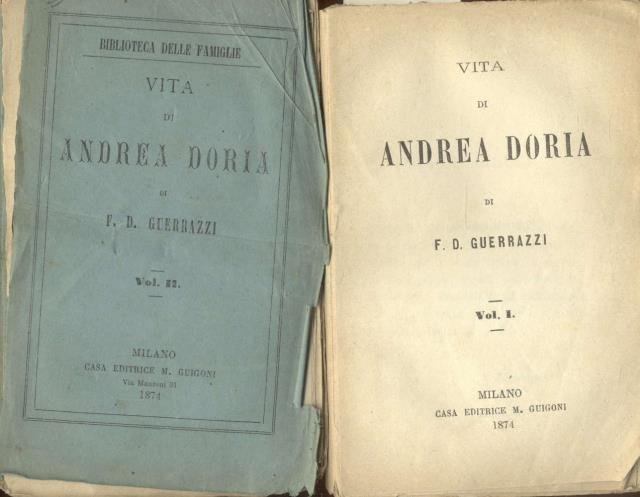 BIBLIOTECA DELLE FAMIGLIE
VITA
DI
ANDREA DORIA
DI
F. D. GUERRAZZI
Vol. II.
MILANO
CASA EDITRICE M. GUIGONI
Via Manzoni 31
1874
VITA
DI
ANDREA DORIA
DI
F. D. GUERRAZZI
Vol. I.
MILANO
CASA EDITRICE M. GUIGONI
1874